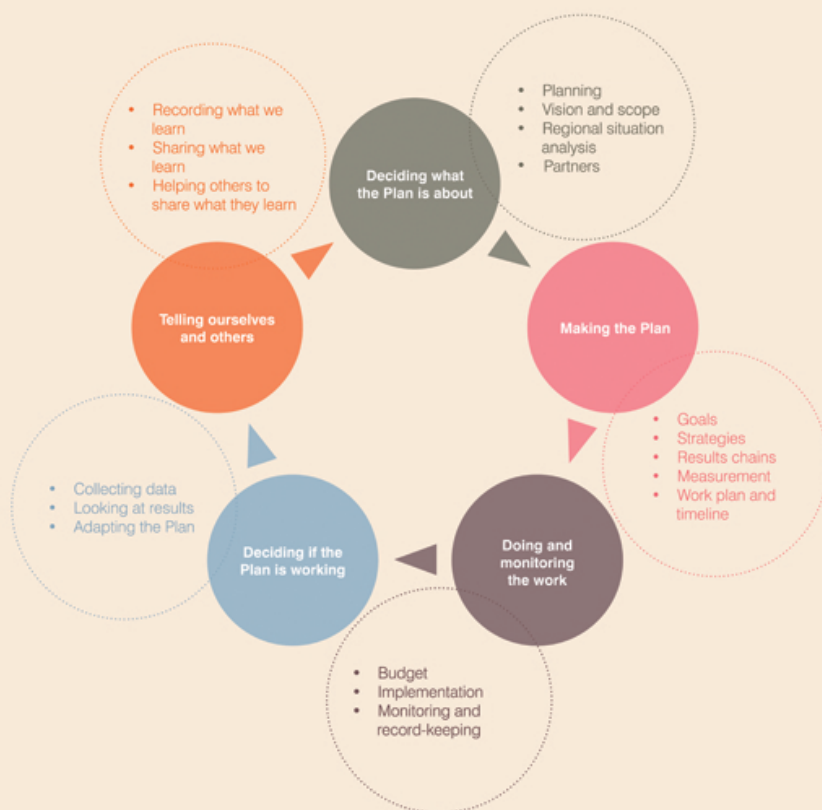 Deciding what
the Plan is about
• Planning
• Vision and scope
• Regional situation
analysis
• Partners
Making the Plan
• Goals
• Strategies
• Results chains
• Measurement
• Work plan and
timeline
Doing and
monitoring
the work
• Budget
• Implementation
• Monitoring and
record-keeping
Deciding if the
Plan is working
• Collecting data
• Looking at results
• Adapting the Plan
Telling ourselves
and others
• Recording what we
learn
• Sharing what we
learn
• Helping others to
share what they learn